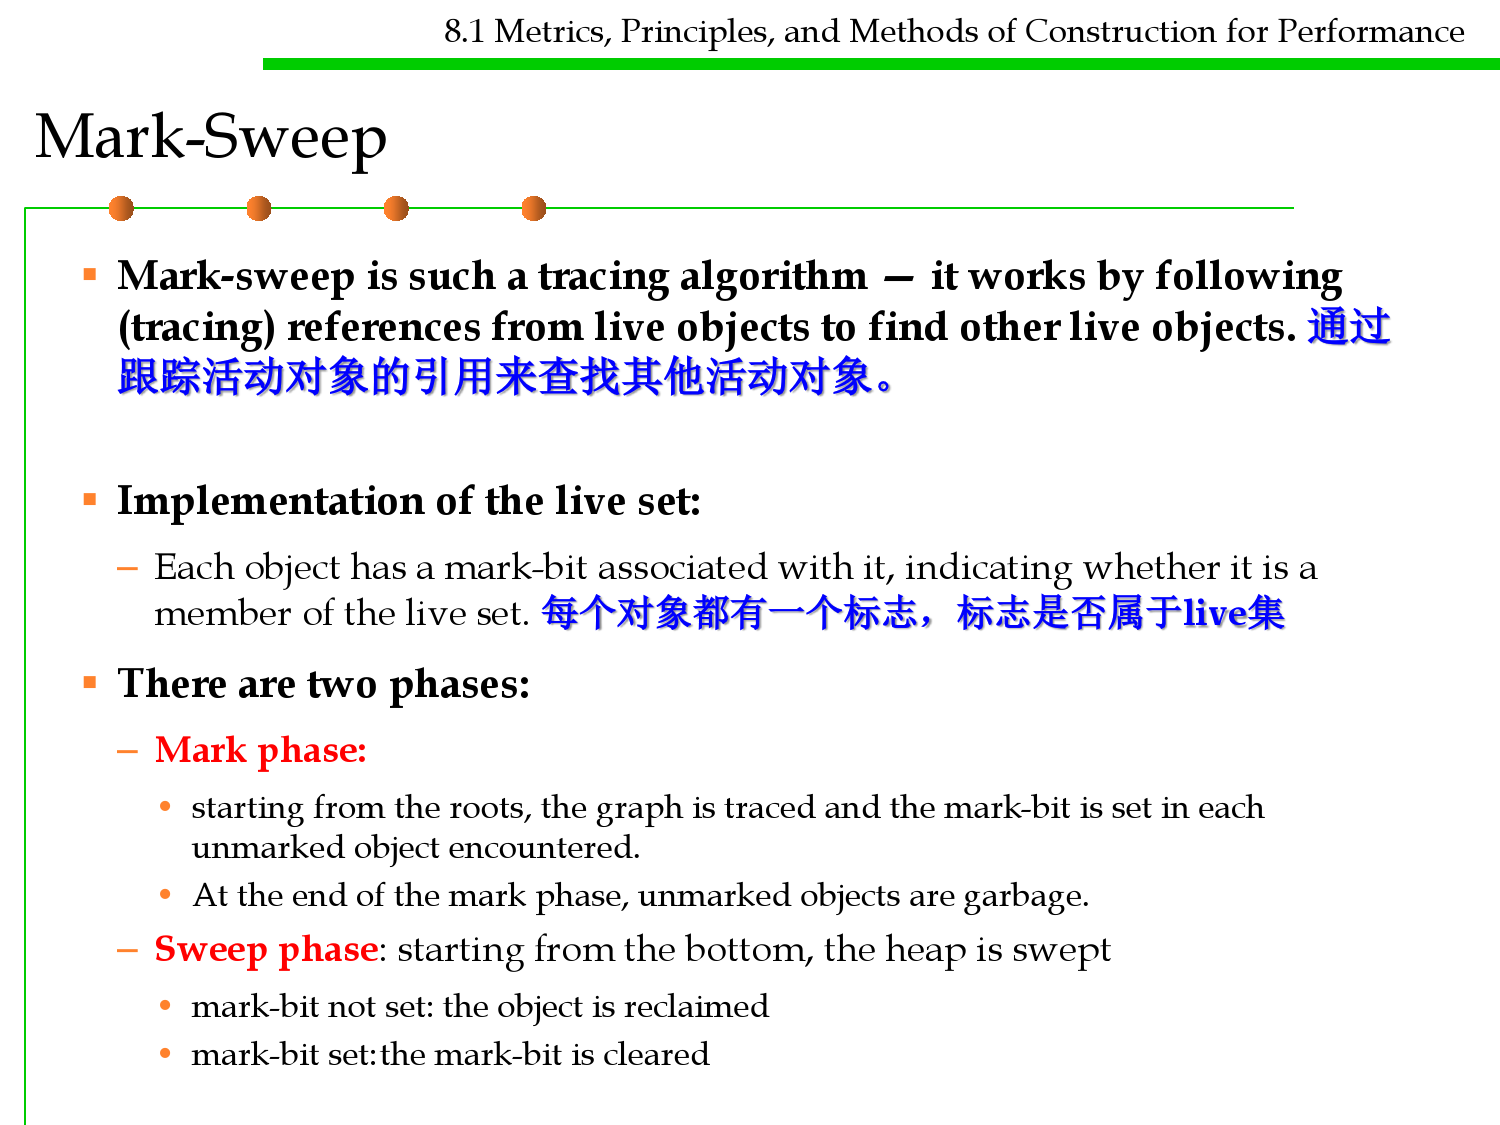 8.1 Metrics, Principles, and Methods of Construction for Performance
Mark-Sweep
▪ Mark-sweep is such a tracing algorithm — it works by following
(tracing) references from live objects to find other live objects. 通过
跟踪活动对象的引用来查找其他活动对象。
▪ Implementation of the live set:
– Each object has a mark-bit associated with it, indicating whether it is a
member of the live set. 每个对象都有一个标志，标志是否属于live集
▪ There are two phases:
– Mark phase:
• starting from the roots, the graph is traced and the mark-bit is set in each
unmarked object encountered.
• At the end of the mark phase, unmarked objects are garbage.
– Sweep phase: starting from the bottom, the heap is swept
• mark-bit not set: the object is reclaimed
• mark-bit set: the mark-bit is cleared